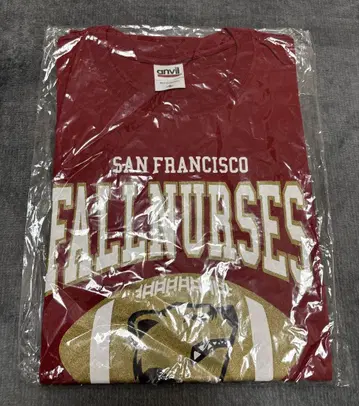 anvil
SAN FRANCISCO
FALLNURSES